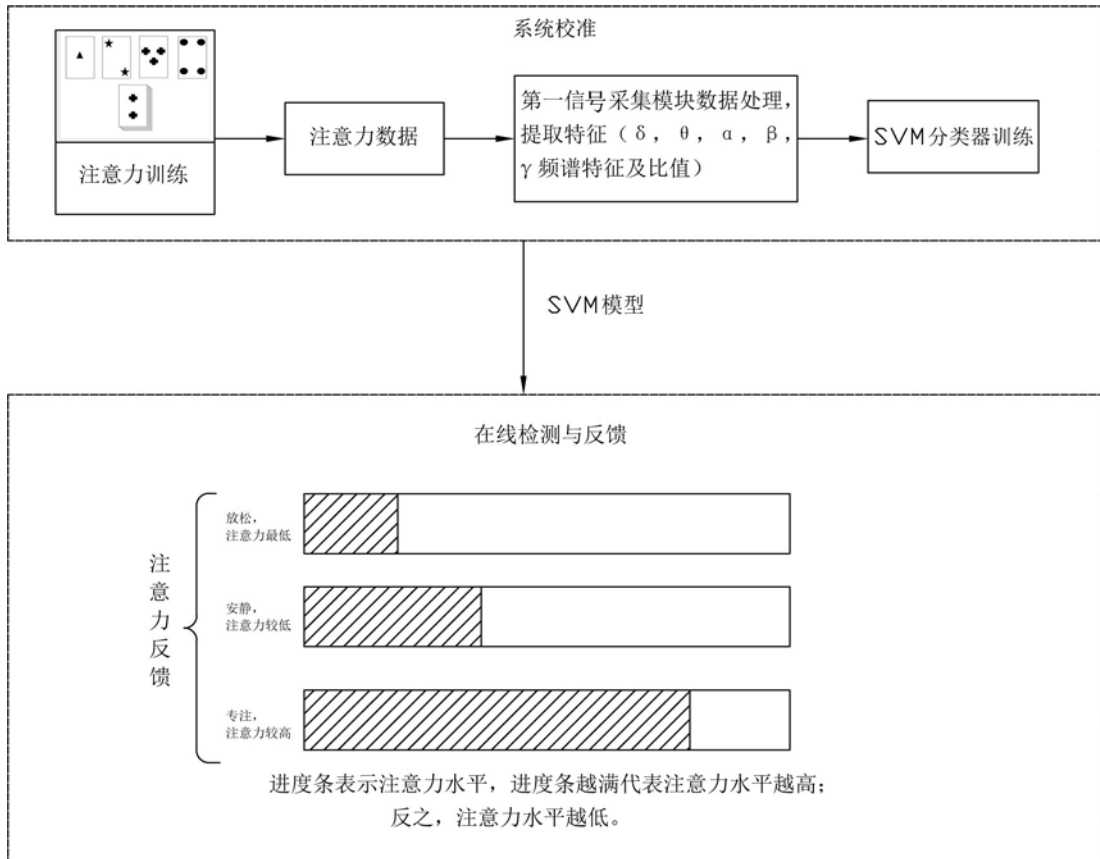 系统校准
注意力训练
注意力数据
第一信号采集模块数据处理，
提取特征（δ，θ，α，β，
γ频谱特征及比值）
SVM分类器训练
SVM模型
在线检测与反馈
注意力反馈
放松，
注意力最低
安静，
注意力较低
专注，
注意力较高
进度条表示注意力水平，进度条越满代表注意力水平越高；
反之，注意力水平越低。